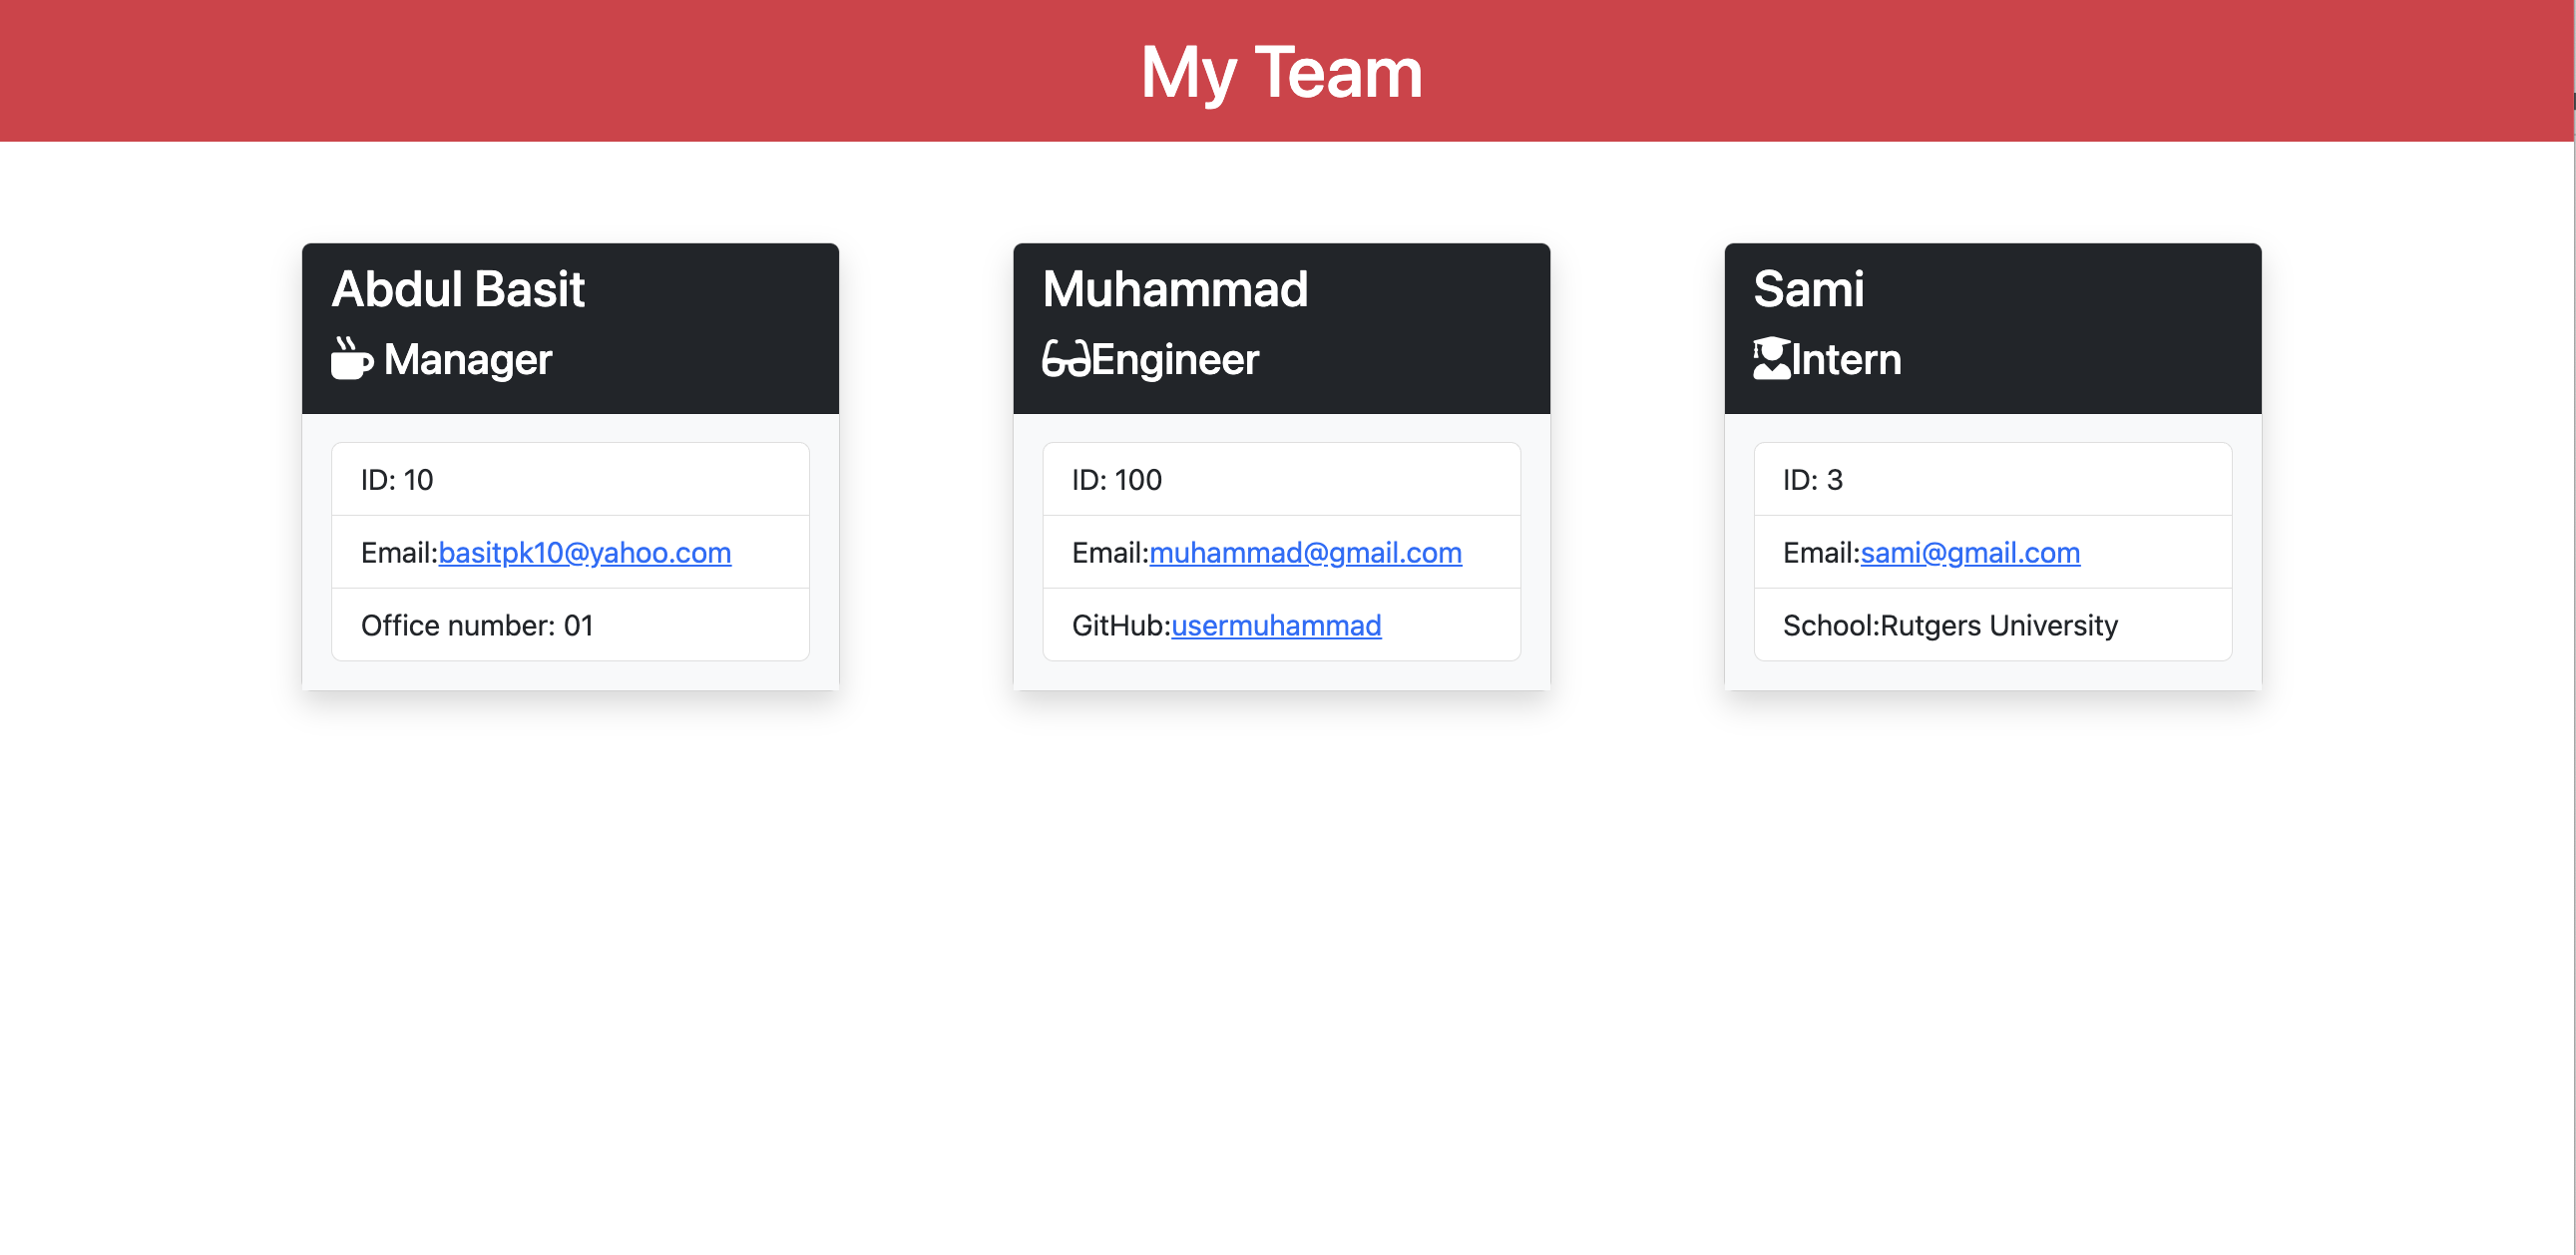 My Team
Abdul Basit
Manager
ID: 10
Email:basitpk10@yahoo.com
Office number: 01
Muhammad
Engineer
ID: 100
Email:muhammad@gmail.com
GitHub:usermuhammad
Sami
Intern
ID: 3
Email:sami@gmail.com
School:Rutgers University